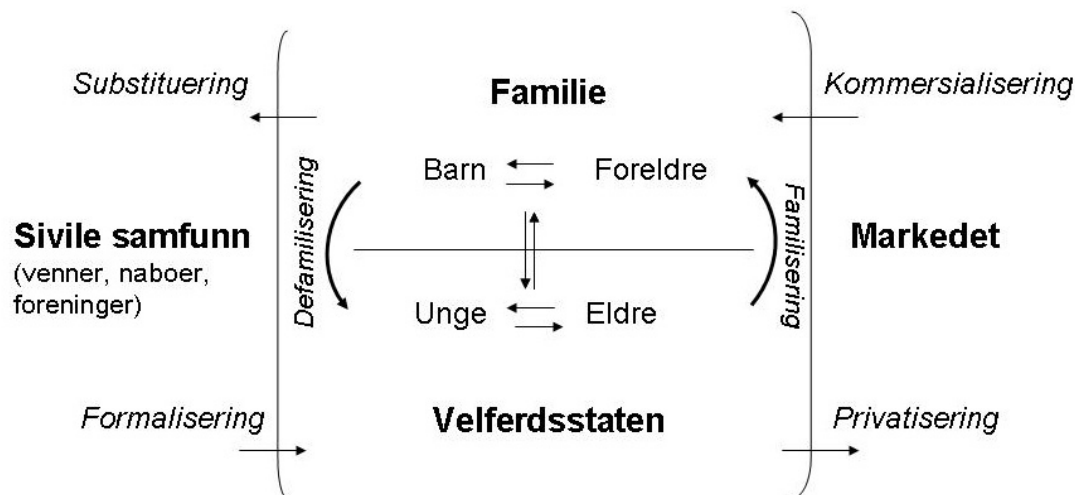 Substituering
Familie
Kommersialisering
Barn
Foreldre
Defamilisering
Familisering
Sivile samfunn
(venner, naboer,
foreninger)
Markedet
Unge
Eldre
Formalisering
Velferdsstaten
Privatisering